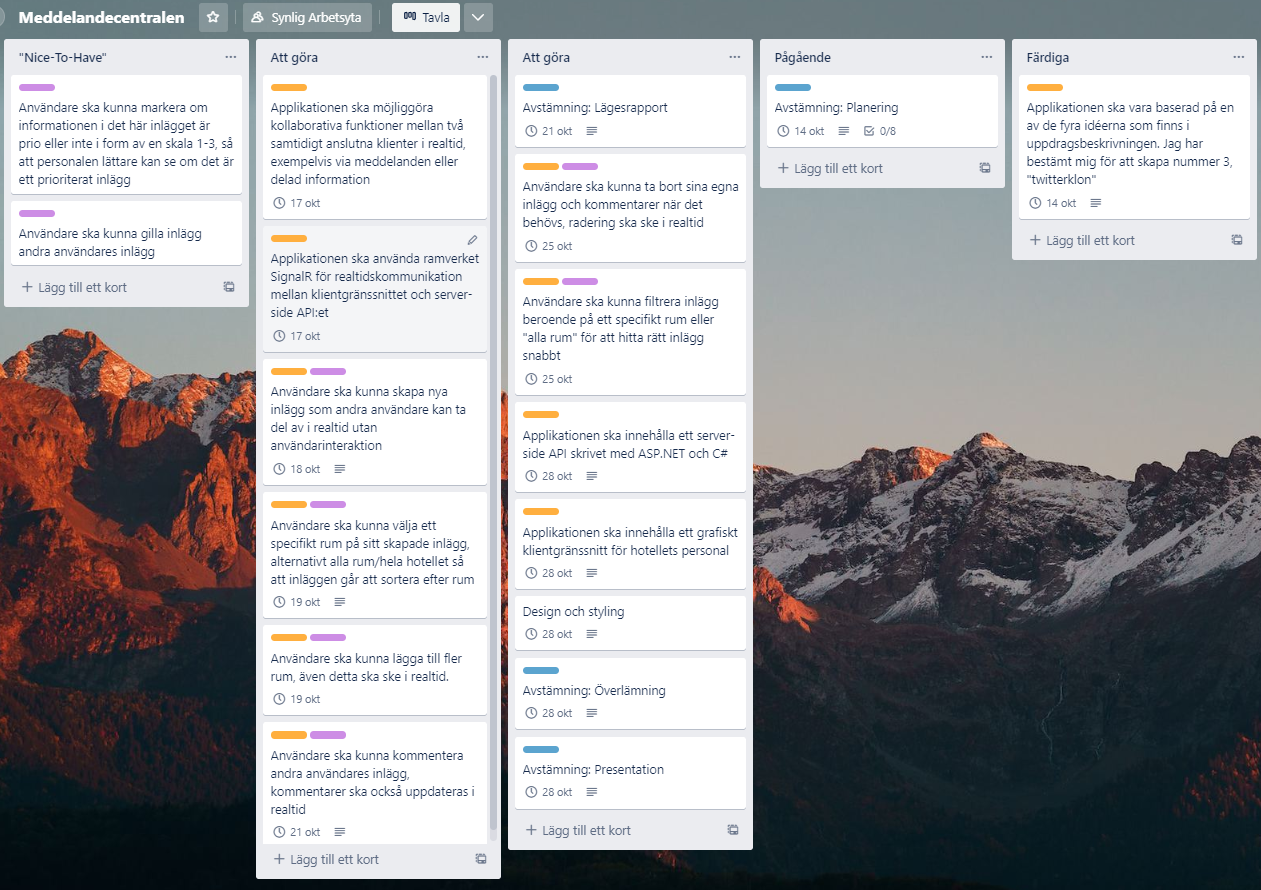 Meddelandecentralen
Synlig Arbetsyta
Tavla
"Nice-To-Have"
Användare ska kunna markera om
informationen i det här inlägget är
prio eller inte i form av en skala 1-3, så
att personalen lättare kan se om det är
ett prioriterat inlägg
Användare ska kunna gilla inlägg
andra användares inlägg
Lägg till ett kort
Att göra
Applikationen ska möjliggöra
kollaborativa funktioner mellan två
samtidigt anslutna klienter i realtid,
exempelvis via meddelanden eller
delad information
17 okt
Applikationen ska använda ramverket
SignalR för realtidskommunikation
mellan klientgränssnittet och server-
side API:et
17 okt
Användare ska kunna skapa nya
inlägg som andra användare kan ta
del av i realtid utan
användarinteraktion
18 okt
Användare ska kunna välja ett
specifikt rum på sitt skapade inlägg,
alternativt alla rum/hela hotellet så
att inläggen går att sortera efter rum
19 okt
Användare ska kunna lägga till fler
rum, även detta ska ske i realtid.
19 okt
Användare ska kunna kommentera
andra användares inlägg,
kommentarer ska också uppdateras i
realtid
21 okt
Lägg till ett kort
Att göra
Avstämning: Lägesrapport
21 okt
Användare ska kunna ta bort sina egna
inlägg och kommentarer när det
behövs, radering ska ske i realtid
25 okt
Användare ska kunna filtrera inlägg
beroende på ett specifikt rum eller
"alla rum" för att hitta rätt inlägg
snabbt
25 okt
Applikationen ska innehålla ett server-
side API skrivet med ASP.NET och C#
28 okt
Applikationen ska innehålla ett grafiskt
klientgränssnitt för hotellets personal
28 okt
Design och styling
28 okt
Avstämning: Överlämning
28 okt
Avstämning: Presentation
28 okt
Lägg till ett kort
Pågående
Avstämning: Planering
14 okt 0/8
Lägg till ett kort
Färdiga
Applikationen ska vara baserad på en
av de fyra idéerna som finns i
uppdragsbeskrivningen. Jag har
bestämt mig för att skapa nummer 3,
"twitterklon"
14 okt
Lägg till ett kort